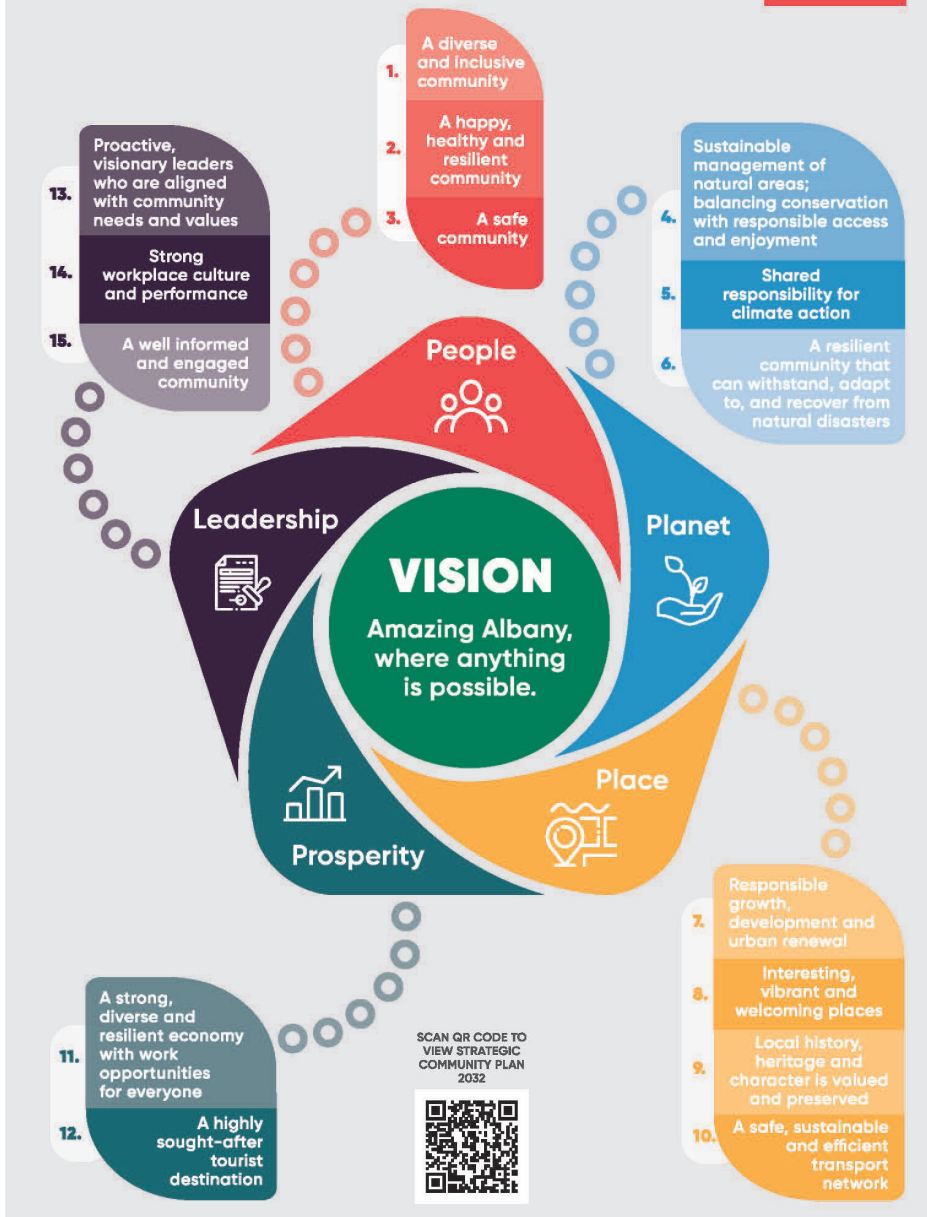 1.
A diverse
and inclusive
community
2.
A happy,
healthy and
resilient
community
3.
A safe
community
13.
Proactive,
visionary leaders
who are aligned
with community
needs and values
14.
Strong
workplace culture
and performance
15.
A well informed
and engaged
community
4.
Sustainable
management of
natural areas;
balancing conservation
with responsible access
and enjoyment
5.
Shared
responsibility for
climate action
6.
A resilient
community that
can withstand, adapt
to, and recover from
natural disasters
People
Leadership
Planet
VISION
Amazing Albany,
where anything
is possible.
Place
Prosperity
7.
Responsible
growth,
development and
urban renewal
8.
Interesting,
vibrant and
welcoming places
9.
Local history,
heritage and
character is valued
and preserved
10.
A safe, sustainable
and efficient
transport
network
11.
A strong,
diverse and
resilient economy
with work
opportunities
for everyone
12.
A highly
sought-after
tourist
destination
SCAN QR CODE TO
VIEW STRATEGIC
COMMUNITY PLAN
2032